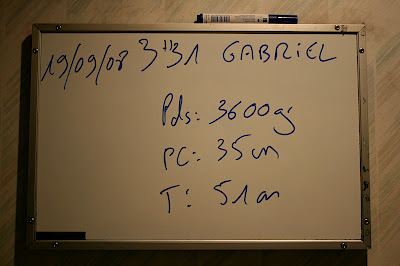 19/09/08 3H31 GABRIEL
Pds: 3600g
PC: 35cm
T: 51cm